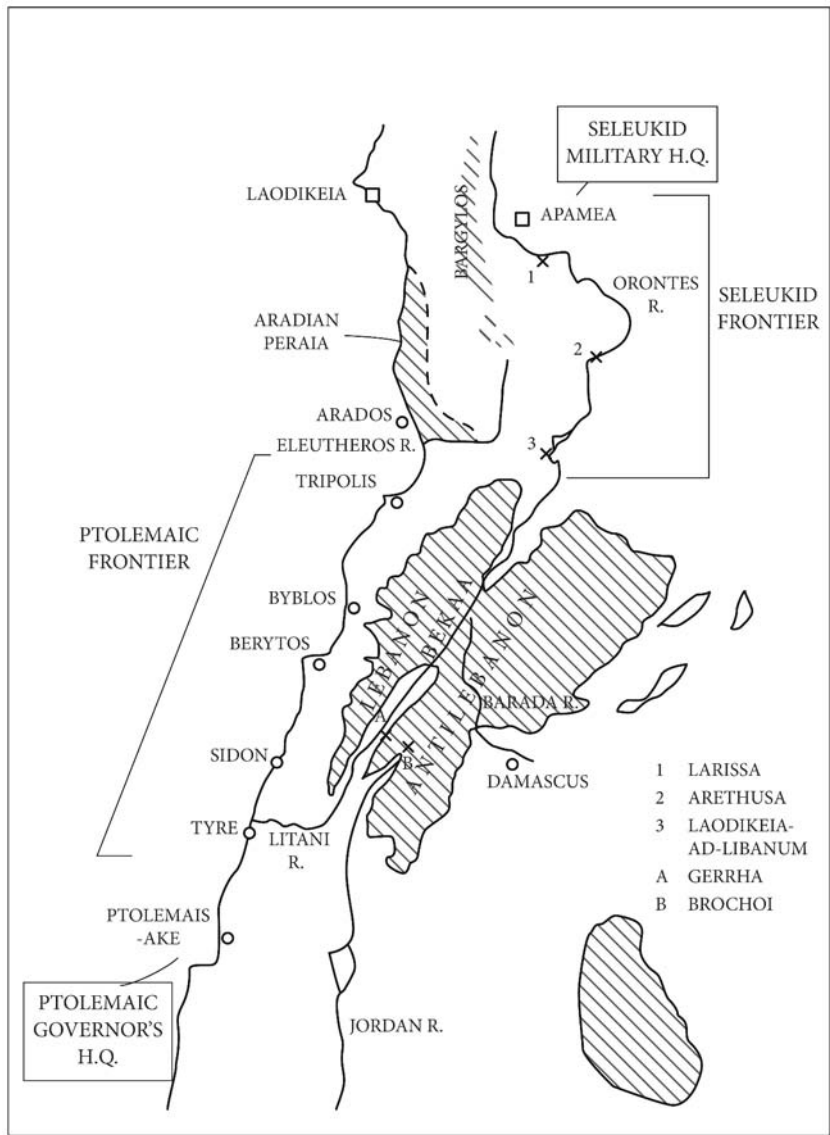 SELEUKID
MILITARY H.Q.
LAODIKEIA
APAMEA
BARGYLOS
1
ORONTES
R.
SELEUKID
FRONTIER
ARADIAN
PERAIA
2
ARADOS
ELEUTHEROS R.
3
TRIPOLIS
PTOLEMAIC
FRONTIER
BYBLOS
BERYTOS
LEBANON
BEKAA
ANTILEBANON
BARADA R.
A
B
SIDON
DAMASCUS
TYRE
LITANI
R.
1 LARISSA
2 ARETHUSA
3 LAODIKEIA-
AD-LIBANUM
A GERRHA
B BROCHOI
PTOLEMAIS
-AKE
PTOLEMAIC
GOVERNOR'S
H.Q.
JORDAN R.